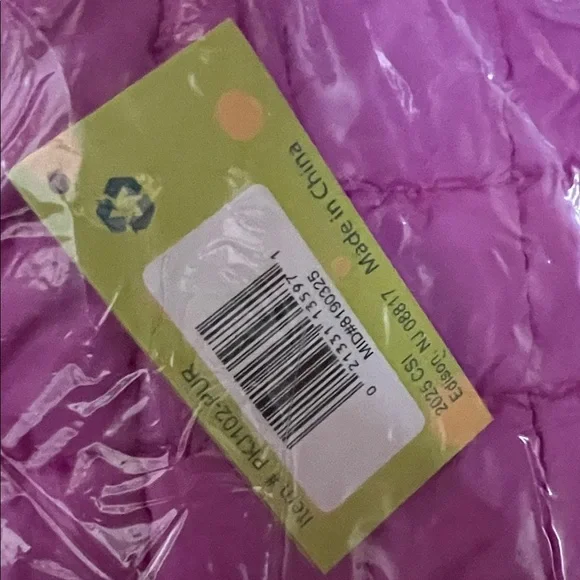 Made in China
0 21331 13597 1
MID#8190325
2025 CSI
Edison, NJ 08817
Item # PKJ102-PUR